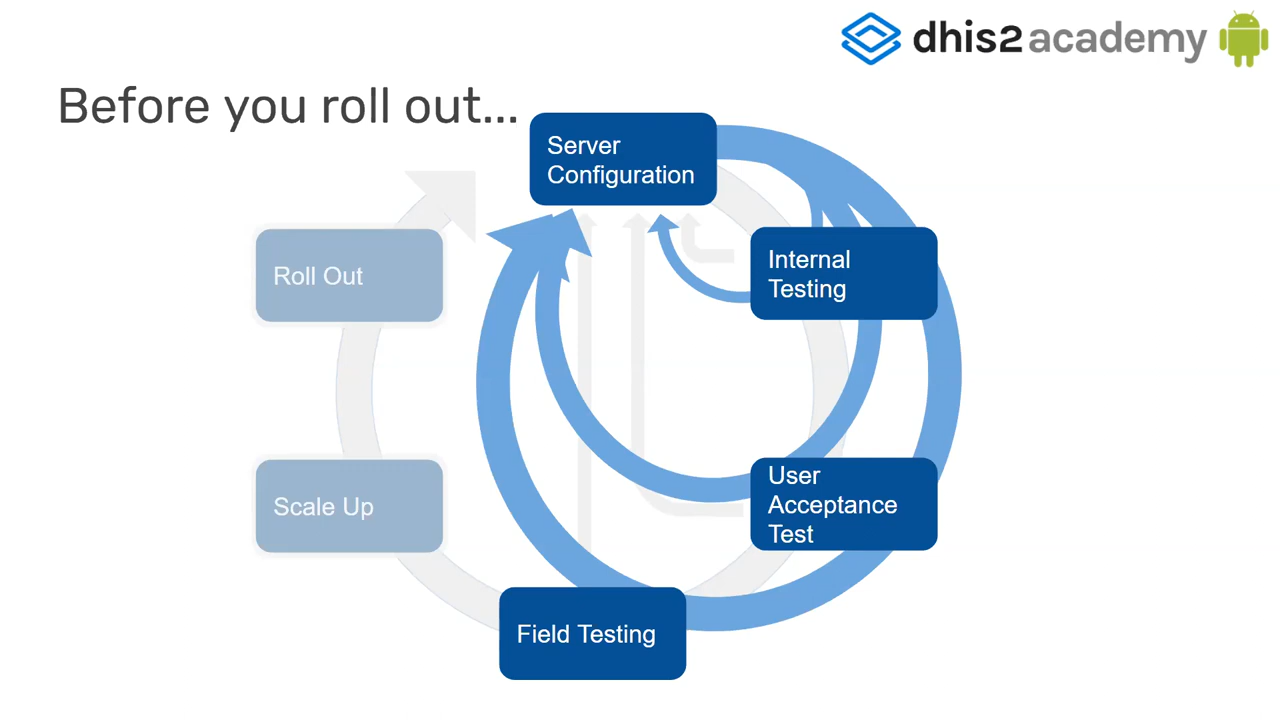 dhis2academy
Before you roll out...
Server
Configuration
Internal
Testing
Roll Out
User
Acceptance
Test
Scale Up
Field Testing